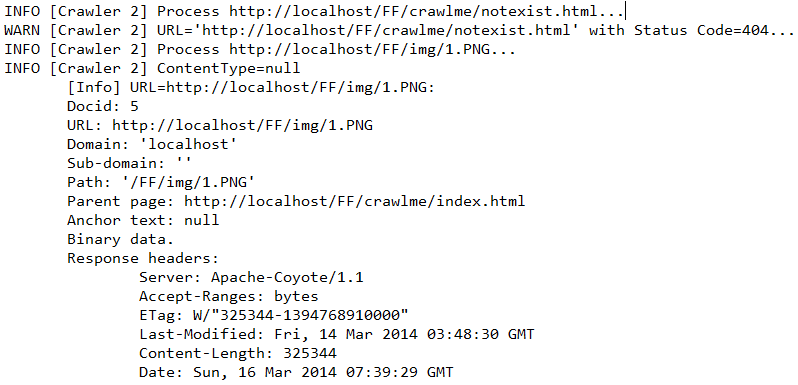 INFO [Crawler 2] Process http://localhost/FF/crawlme/notexist.html...
WARN [Crawler 2] URL='http://localhost/FF/crawlme/notexist.html' with Status Code=404...
INFO [Crawler 2] Process http://localhost/FF/img/1.PNG...
INFO [Crawler 2] ContentType=null
[Info] URL=http://localhost/FF/img/1.PNG:
Docid: 5
URL: http://localhost/FF/img/1.PNG
Domain: 'localhost'
Sub-domain: ''
Path: '/FF/img/1.PNG'
Parent page: http://localhost/FF/crawlme/index.html
Anchor text: null
Binary data.
Response headers:
Server: Apache-Coyote/1.1
Accept-Ranges: bytes
ETag: W/"325344-1394768910000"
Last-Modified: Fri, 14 Mar 2014 03:48:30 GMT
Content-Length: 325344
Date: Sun, 16 Mar 2014 07:39:29 GMT